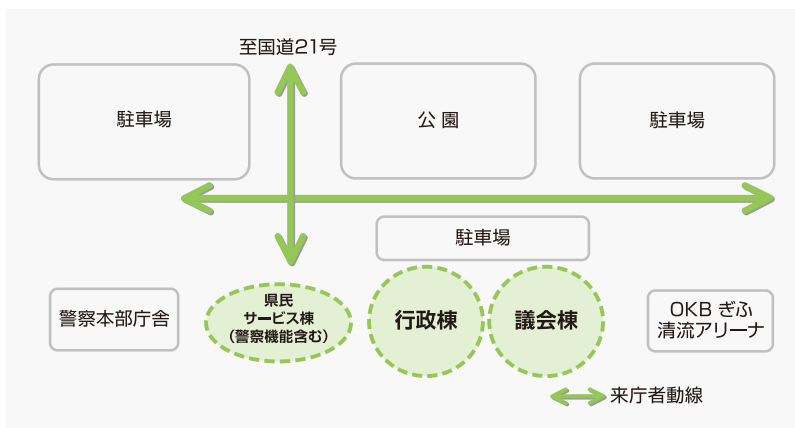 至国道21号
駐車場
公 園
駐車場
駐車場
警察本部庁舎
県民
サービス棟
（警察機能含む）
行政棟
議会棟
OKB ぎふ
清流アリーナ
来庁者動線